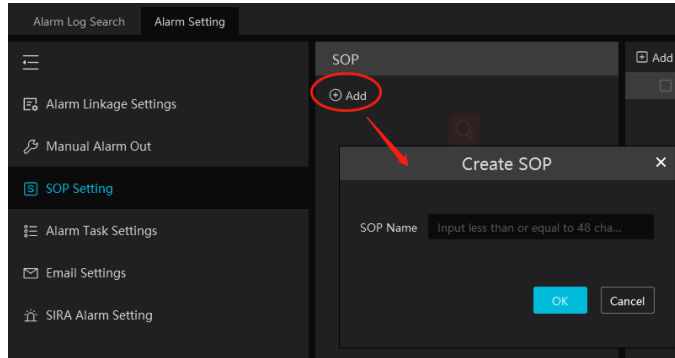 Alarm Log Search
Alarm Setting
SOP
Add
Add
Alarm Linkage Settings
Manual Alarm Out
SOP Setting
Alarm Task Settings
Email Settings
SIRA Alarm Setting
Create SOP
SOP Name
Input less than or equal to 48 cha...
OK
Cancel